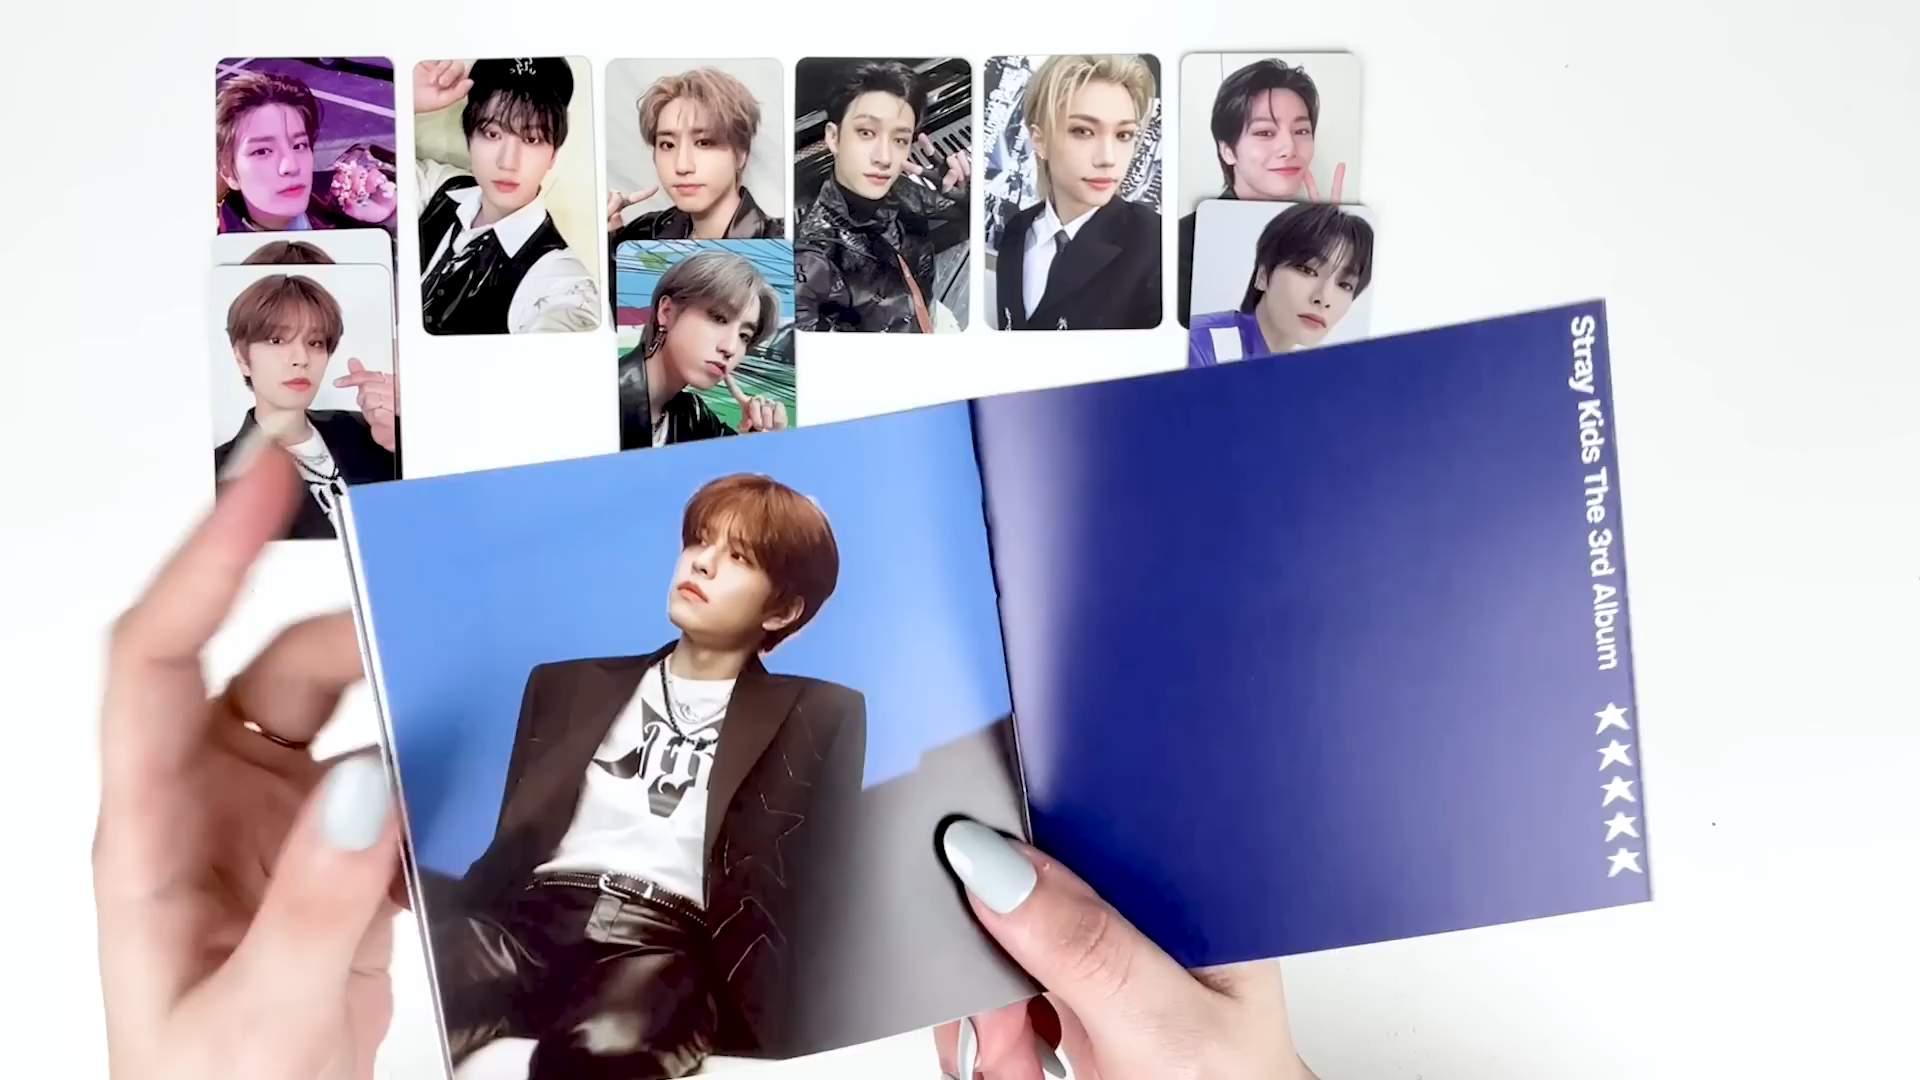 Stray Kids The 3rd Album ★★★★★